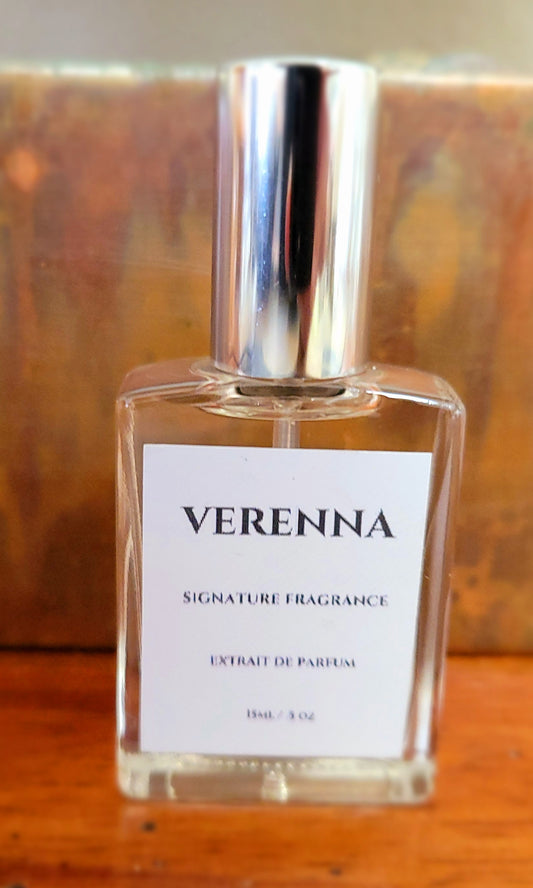 VERENNA
SIGNATURE FRAGRANCE
EXTRAIT DE PARFUM
15ML / .5 OZ